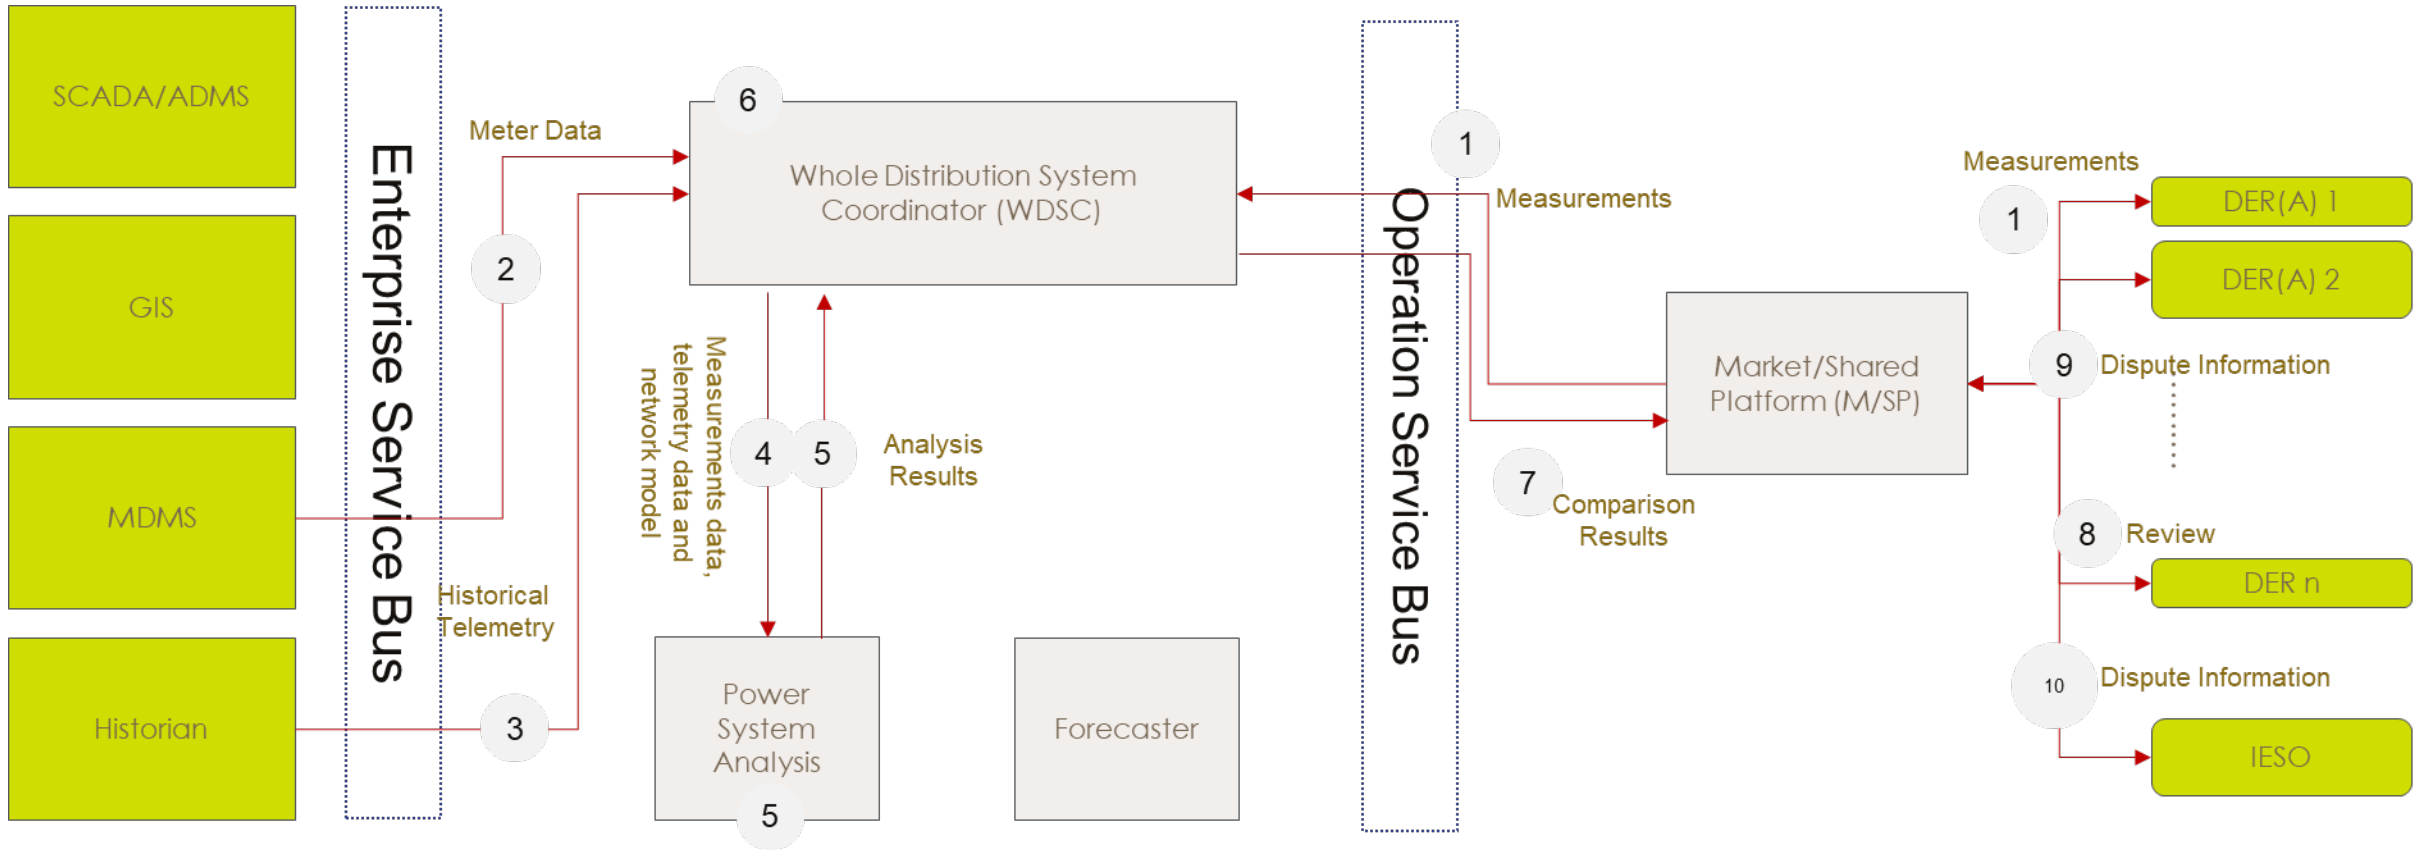 SCADA/ADMS
GIS
MDMS
Historian
Enterprise Service Bus
Meter Data
2
Historical
Telemetry
3
6
Whole Distribution System
Coordinator (WDSC)
Measurements data,
telemetry data and
network model
4
5
Analysis
Results
Power
System
Analysis
5
Forecaster
Operation Service Bus
1
Measurements
7
Comparison
Results
Market/Shared
Platform (M/SP)
Measurements
1
DER(A) 1
DER(A) 2
9
Dispute Information
8
Review
DER n
10
Dispute Information
IESO